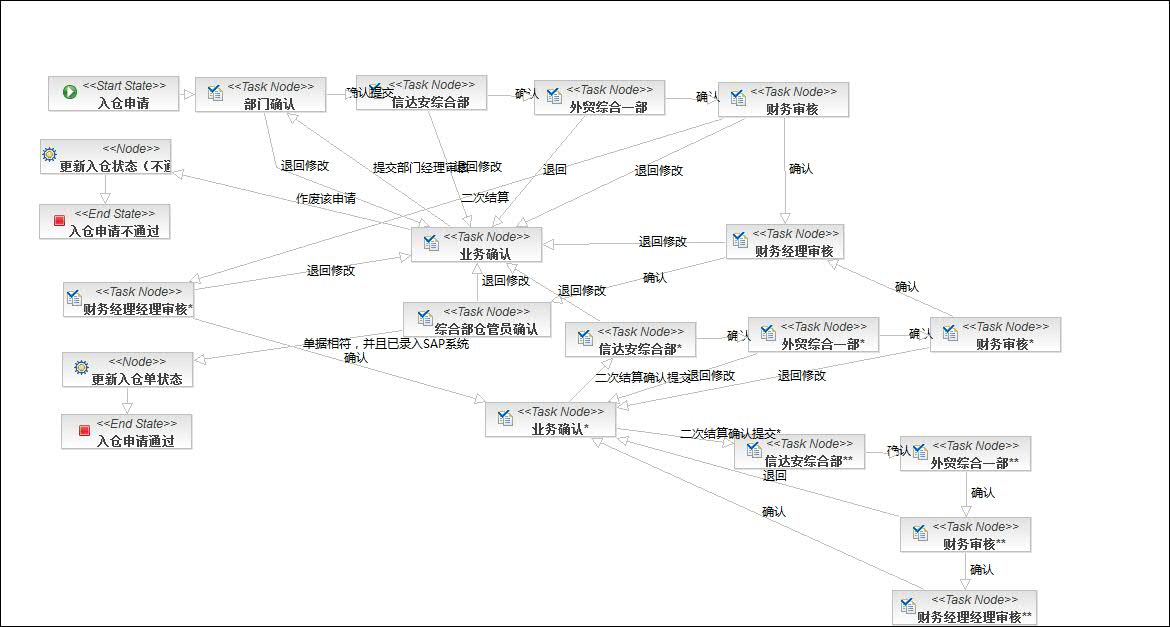 <<Start State>>
入仓申请
<<Task Node>>
部门确认
确认提交
<<Task Node>>
信达安综合部
确认
<<Task Node>>
外贸综合一部
确认
<<Task Node>>
财务审核
<<Node>>
更新入仓状态（不通
退回修改
提交部门经理审核
退回修改
退回
退回修改
确认
作废该申请
二次结算
<<End State>>
入仓申请不通过
<<Task Node>>
业务确认
退回修改
<<Task Node>>
财务经理审核
退回修改
退回修改
退回修改
确认
确认
<<Task Node>>
财务经理经理审核*
<<Task Node>>
综合部仓管员确认
单据相符，并且已录入SAP系统
确认
<<Task Node>>
信达安综合部*
确认
<<Task Node>>
外贸综合一部*
确认
<<Task Node>>
财务审核*
<<Node>>
更新入仓单状态
二次结算确认提交
退回修改
退回修改
<<End State>>
入仓申请通过
<<Task Node>>
业务确认*
二次结算确认提交*
<<Task Node>>
信达安综合部**
确认
<<Task Node>>
外贸综合一部**
退回
确认
确认
<<Task Node>>
财务审核**
确认
<<Task Node>>
财务经理经理审核**